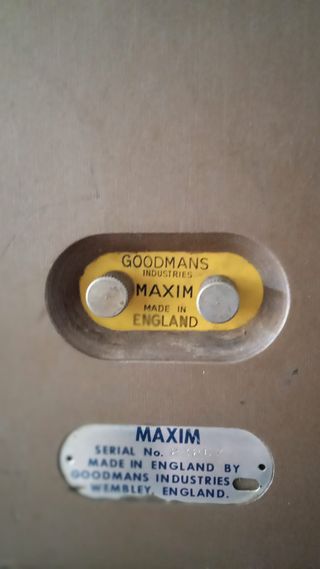 GOODMANS
INDUSTRIES
MAXIM
MADE IN
ENGLAND
MAXIM
SERIAL No.
MADE IN ENGLAND BY
GOODMANS INDUSTRIES
WEMBLEY, ENGLAND.